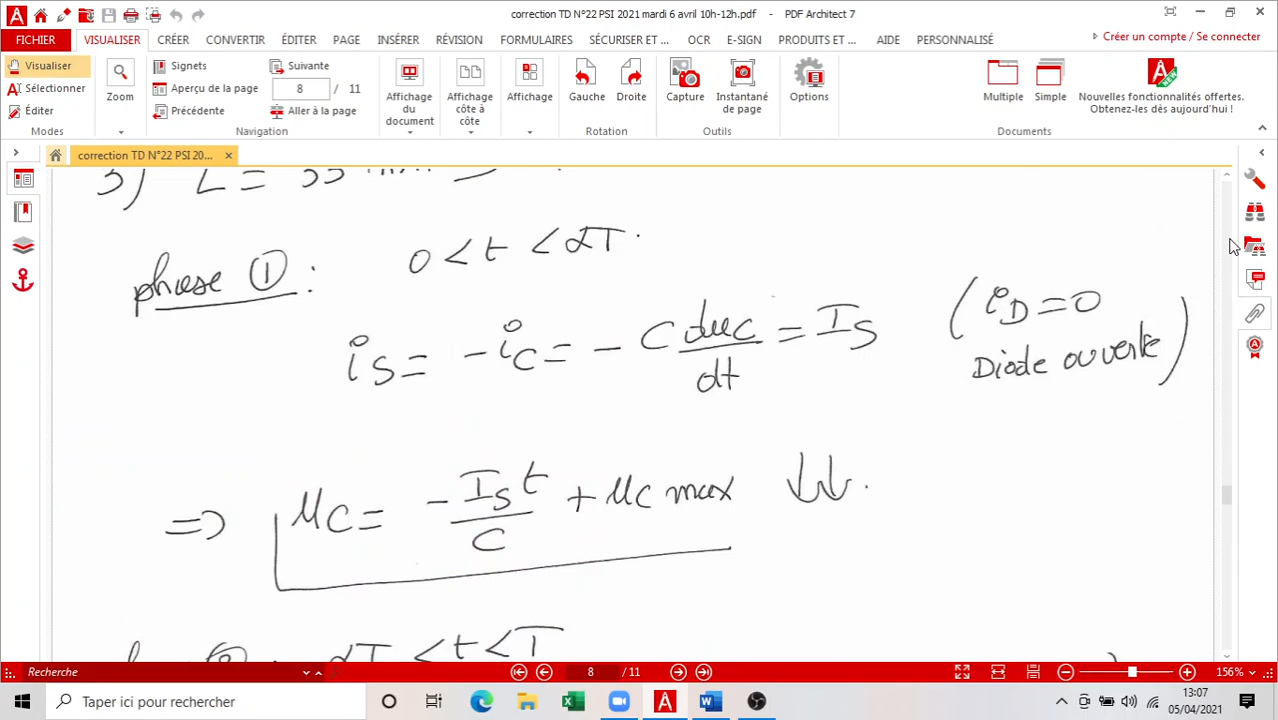 correction TD N°22 PSI 2021 mardi 6 avril 10h-12h.pdf - PDF Architect 7
FICHIER VISUALISER CRÉER CONVERTIR ÉDITER PAGE INSÉRER RÉVISION FORMULAIRES SÉCURISER ET ... OCR E-SSN PRODUITS ET ... AIDE PERSONNALISÉ Créer un compte / Se connecter
Visualiser
Sélectionner
Éditer
Modes
Zoom
Signets
Aperçu de la page
Précédente
Suivante
8 / 11
Aller à la page
Navigation
Affichage du document
Affichage côte à côte
Affichage
Gauche
Droite
Rotation
Capture
Instantané de page
Outils
Options
Multiple
Simple
Documents
Nouvelles fonctionnalités offertes.
Obtenez-les dès aujourd'hui !
correction TD N°22 PSI 20...
phase ① : 0 < t < αT.
iS = - iC = - C duC/dt = IS (iD = 0
Diode ouverte)
=> uC = - IS t/C + uC max ↓↓.
αT < t < T
Recherche
8 / 11
156%
Taper ici pour rechercher
13:07
05/04/2021